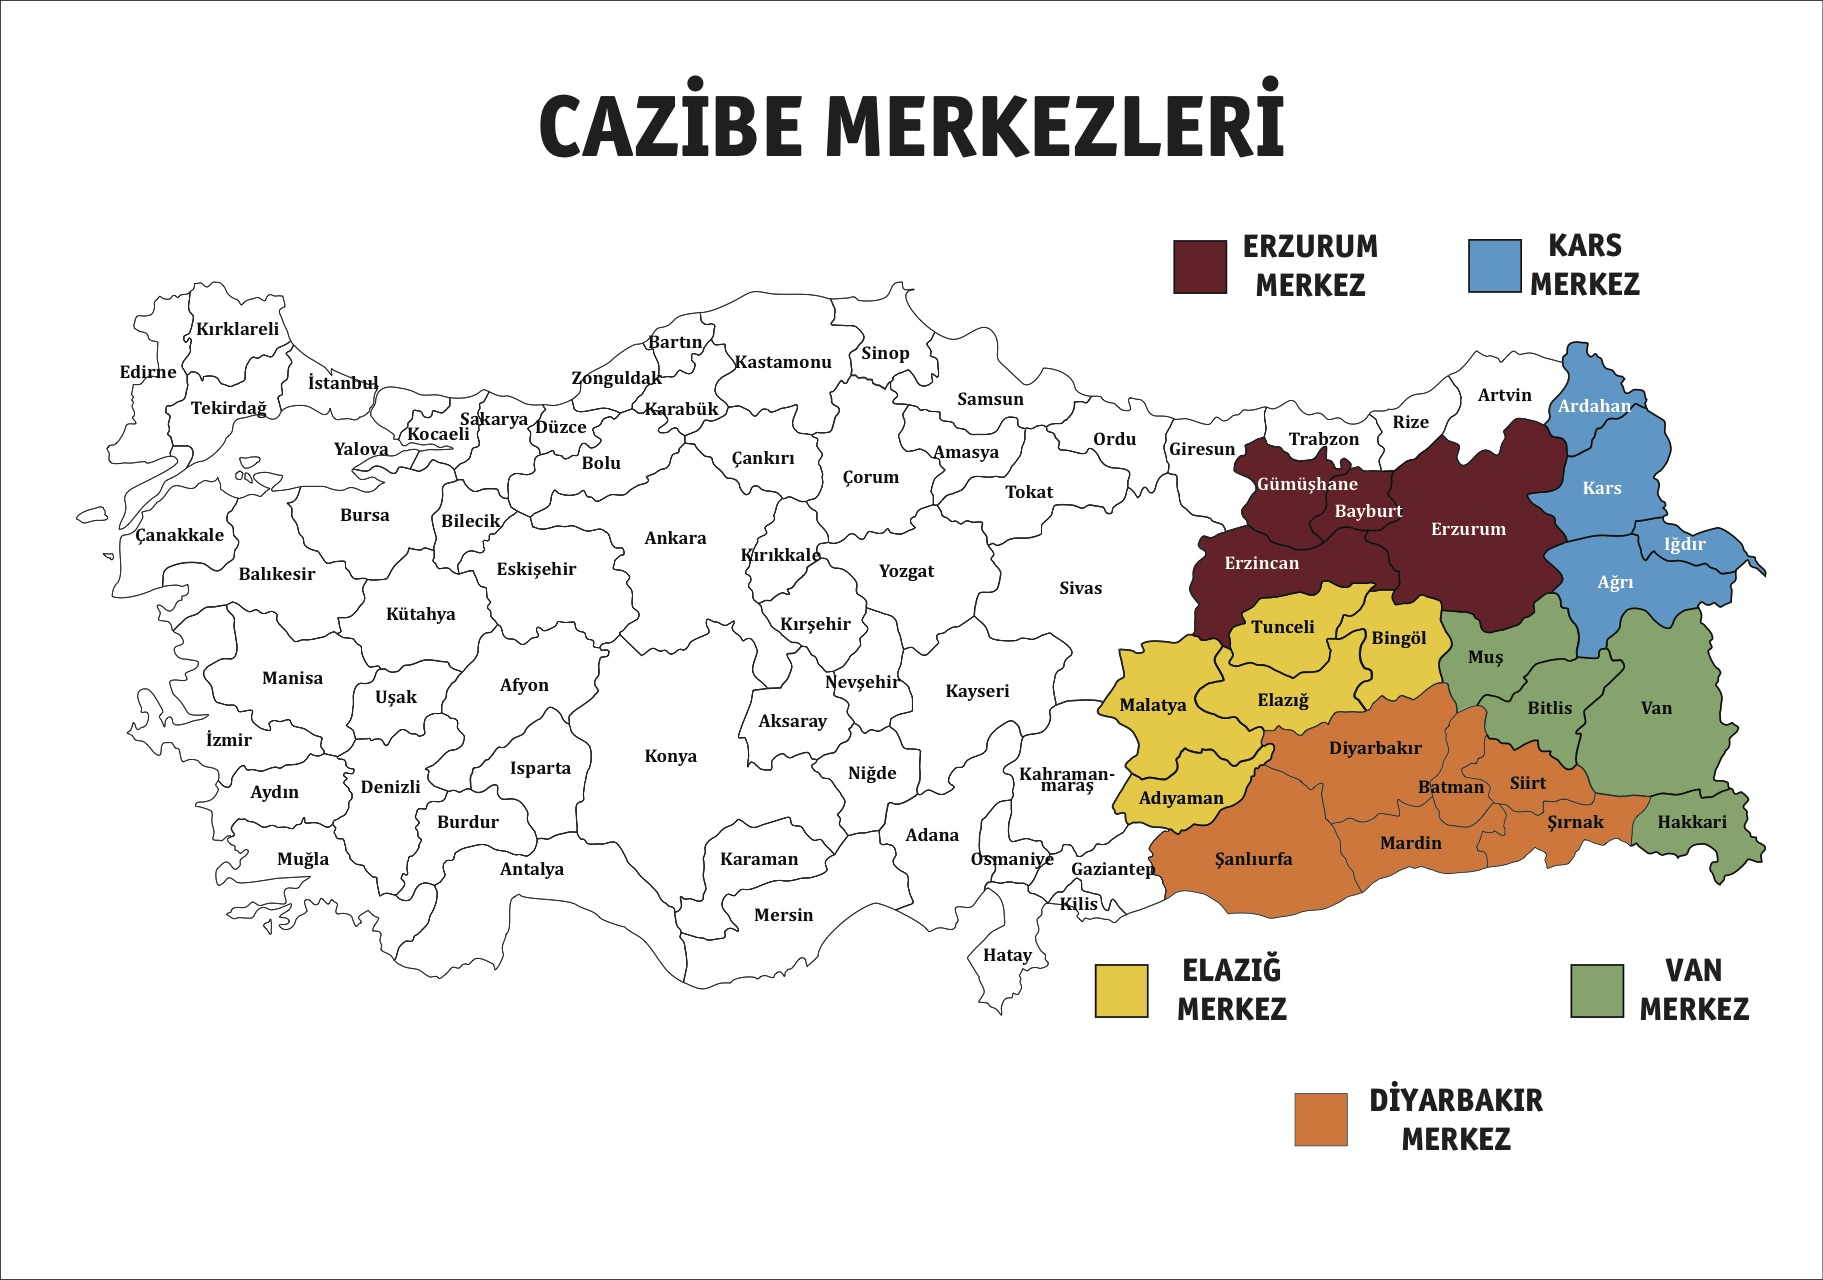 CAZİBE MERKEZLERİ
ERZURUM
MERKEZ
KARS
MERKEZ
Kırklareli
Edirne
Tekirdağ
İstanbul
Yalova
Kocaeli
Sakarya
Düzce
Zonguldak
Bartın
Karabük
Kastamonu
Sinop
Samsun
Bolu
Çankırı
Çorum
Amasya
Tokat
Ordu
Giresun
Trabzon
Rize
Artvin
Ardahan
Gümüşhane
Bayburt
Erzurum
Kars
Iğdır
Ağrı
Erzincan
Çanakkale
Balıkesir
Bursa
Bilecik
Eskişehir
Kütahya
Ankara
Kırıkkale
Kırşehir
Yozgat
Sivas
Tunceli
Bingöl
Muş
Manisa
Uşak
Afyon
Nevşehir
Kayseri
Malatya
Elazığ
Bitlis
Van
İzmir
Aydın
Denizli
Isparta
Burdur
Konya
Aksaray
Niğde
Kahraman-
maraş
Adıyaman
Diyarbakır
Batman
Siirt
Şırnak
Hakkari
Muğla
Antalya
Karaman
Mersin
Adana
Osmaniye
Gaziantep
Kilis
Hatay
Şanlıurfa
Mardin
ELAZIĞ
MERKEZ
VAN
MERKEZ
DİYARBAKIR
MERKEZ